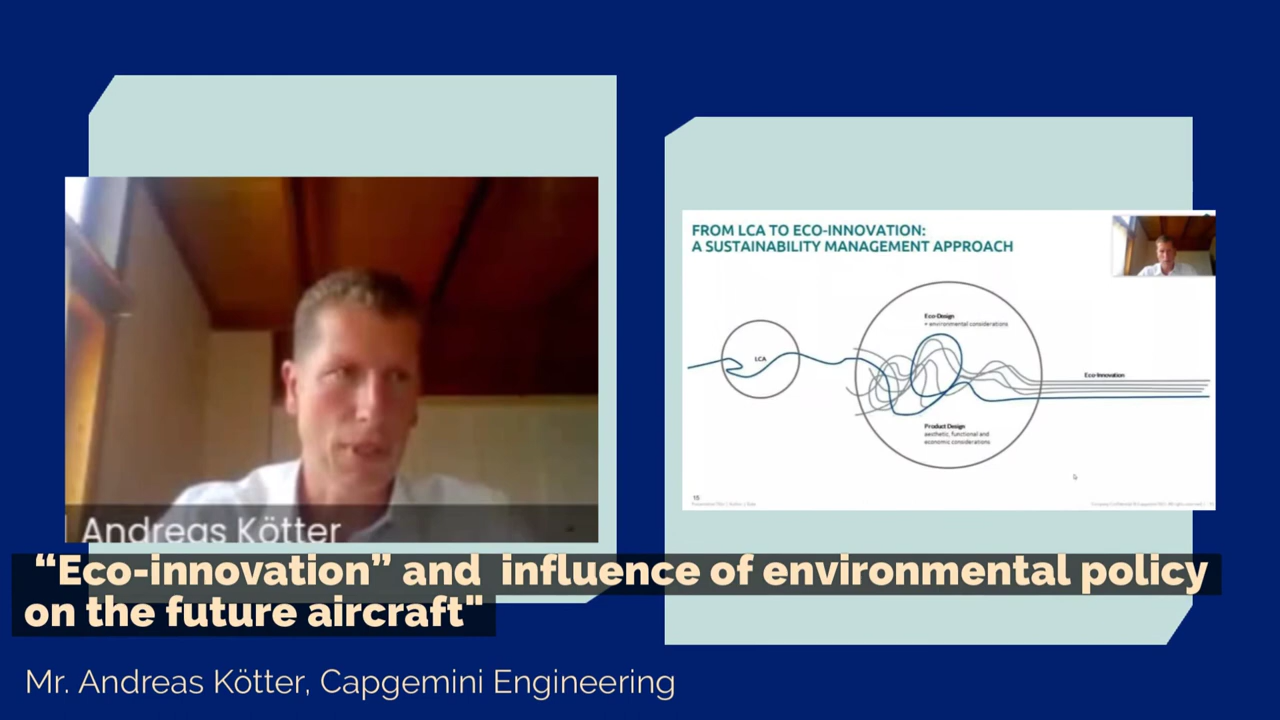 Andreas Kötter
FROM LCA TO ECO-INNOVATION:
A SUSTAINABILITY MANAGEMENT APPROACH
LCA
Eco-Design
+ environmental considerations
Eco-Innovation
Product Design
aesthetic, functional and
economic considerations
15
“Eco-innovation” and influence of environmental policy
on the future aircraft"
Mr. Andreas Kötter, Capgemini Engineering